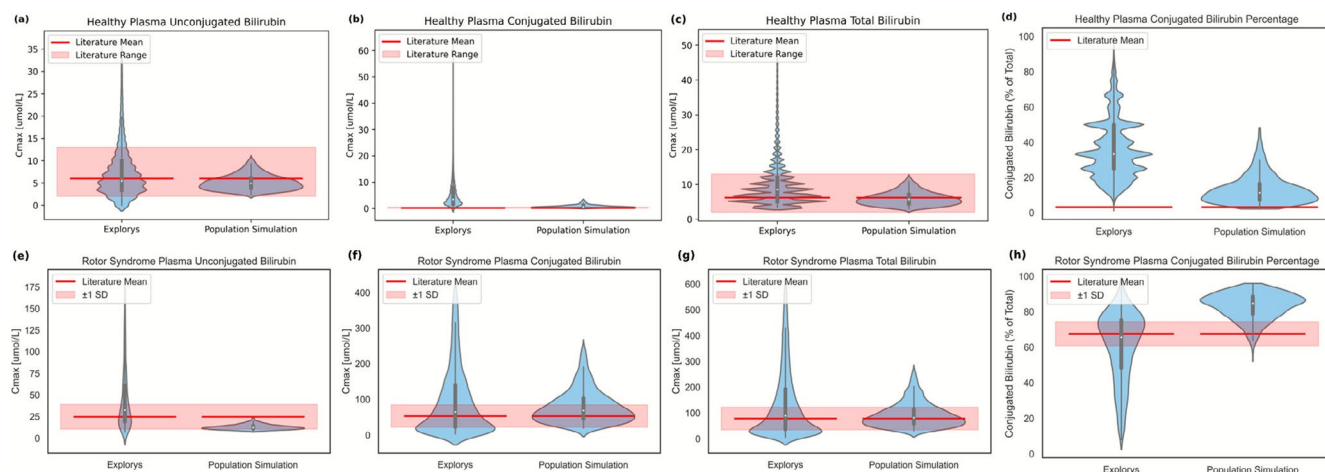 (a) Healthy Plasma Unconjugated Bilirubin
Literature Mean
Literature Range
Cmax [umol/L]
35
30
25
20
15
10
5
0
Explorys Population Simulation
(b) Healthy Plasma Conjugated Bilirubin
Literature Mean
Literature Range
Cmax [umol/L]
60
50
40
30
20
10
0
Explorys Population Simulation
(c) Healthy Plasma Total Bilirubin
Literature Mean
Literature Range
Cmax [umol/L]
50
40
30
20
10
0
Explorys Population Simulation
(d) Healthy Plasma Conjugated Bilirubin Percentage
Literature Mean
Conjugated Bilirubin (% of Total)
100
80
60
40
20
0
Explorys Population Simulation
(e) Rotor Syndrome Plasma Unconjugated Bilirubin
Literature Mean
±1 SD
Cmax [umol/L]
175
150
125
100
75
50
25
0
Explorys Population Simulation
(f) Rotor Syndrome Plasma Conjugated Bilirubin
Literature Mean
±1 SD
Cmax [umol/L]
400
300
200
100
0
Explorys Population Simulation
(g) Rotor Syndrome Plasma Total Bilirubin
Literature Mean
±1 SD
Cmax [umol/L]
600
500
400
300
200
100
0
Explorys Population Simulation
(h) Rotor Syndrome Plasma Conjugated Bilirubin Percentage
Literature Mean
±1 SD
Conjugated Bilirubin (% of Total)
100
80
60
40
20
0
Explorys Population Simulation